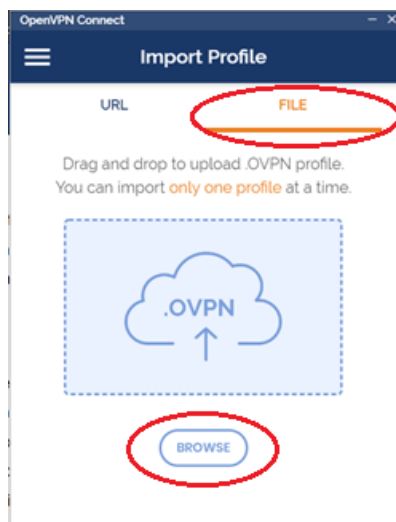 OpenVPN Connect
Import Profile
URL
FILE
Drag and drop to upload .OVPN profile.
You can import only one profile at a time.
.OVPN
BROWSE